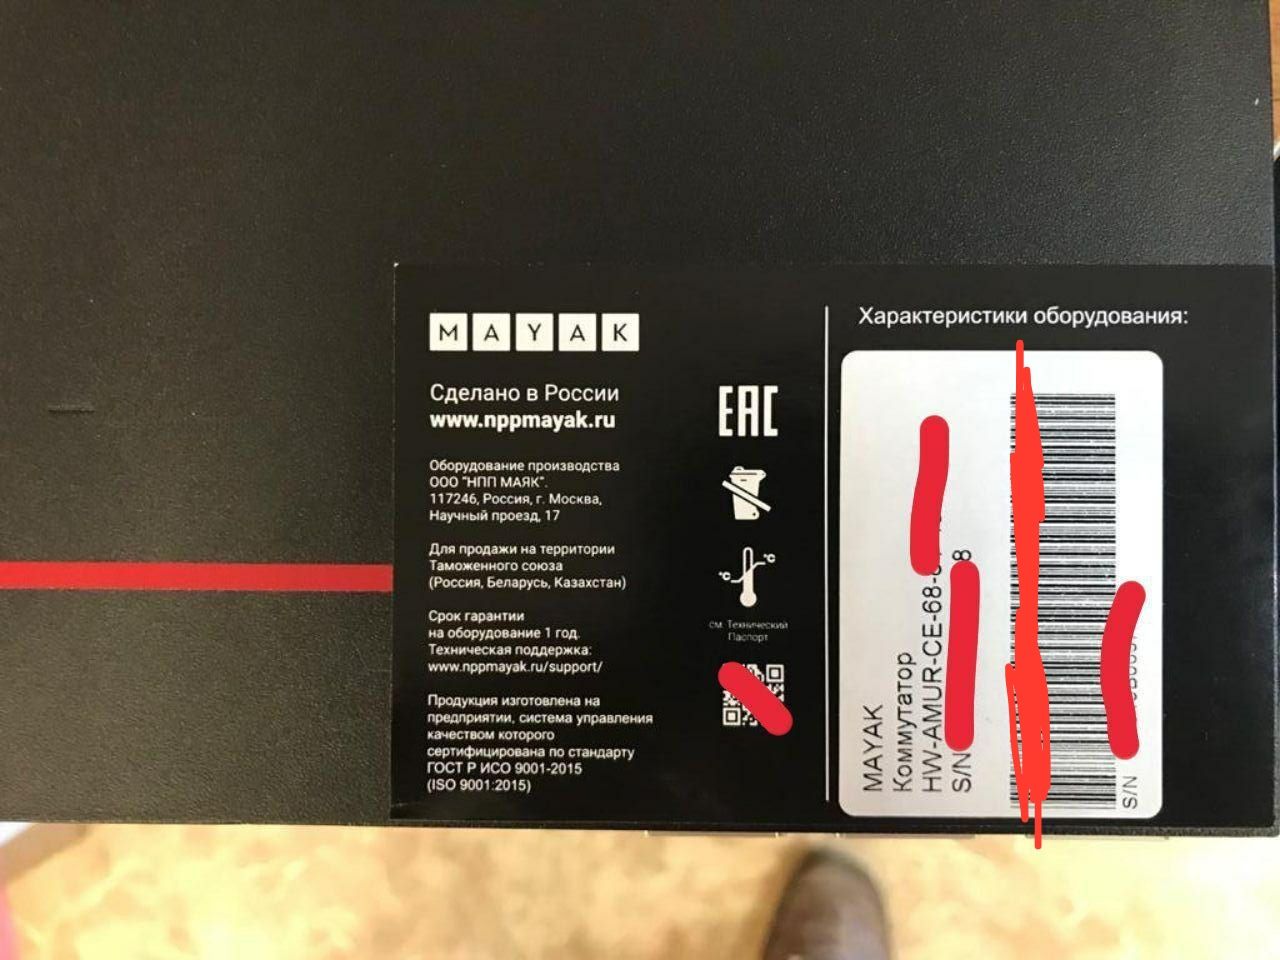 MAYAK
Сделано в России
www.nppmayak.ru
Оборудование производства
ООО "НПП МАЯК".
117246, Россия, г. Москва,
Научный проезд, 17
Для продажи на территории
Таможенного союза
(Россия, Беларусь, Казахстан)
Срок гарантии
на оборудование 1 год.
Техническая поддержка:
www.nppmayak.ru/support/
Продукция изготовлена на
предприятии, система управления
качеством которого
сертифицирована по стандарту
ГОСТ Р ИСО 9001-2015
(ISO 9001:2015)
EAC
°C
°C
см. Технический
Паспорт
Характеристики оборудования:
MAYAK
Коммутатор
HW-AMUR-CE-68-
S/N
S/N